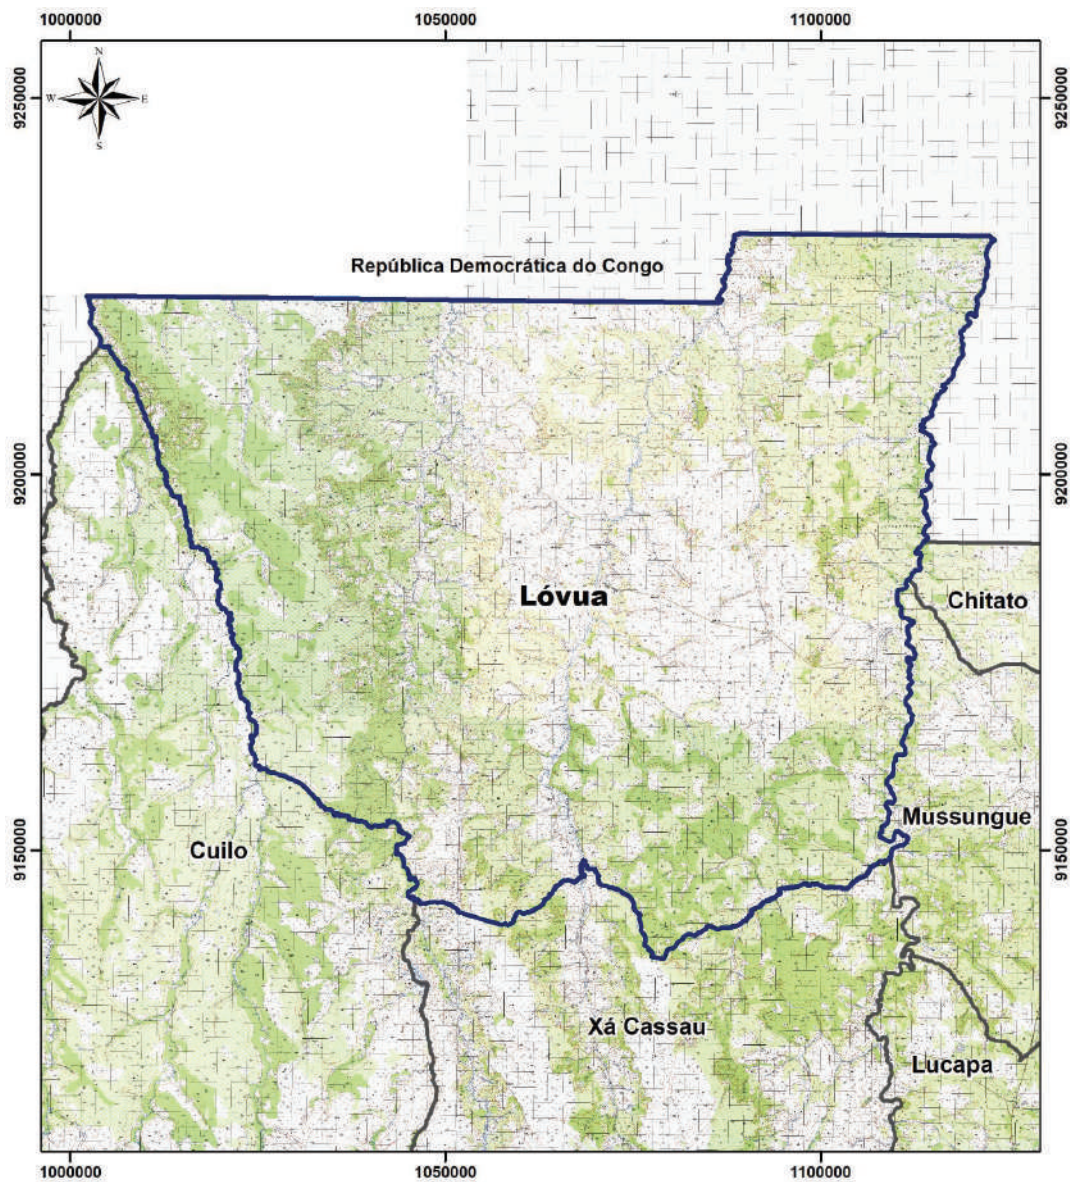 1000000 1050000 1100000
N
W E
S
9250000 9250000
República Democrática do Congo
9200000 9200000
Lóvua
Chitato
Mussungue
Cuilo
9150000 9150000
Xá Cassau
Lucapa
1000000 1050000 1100000